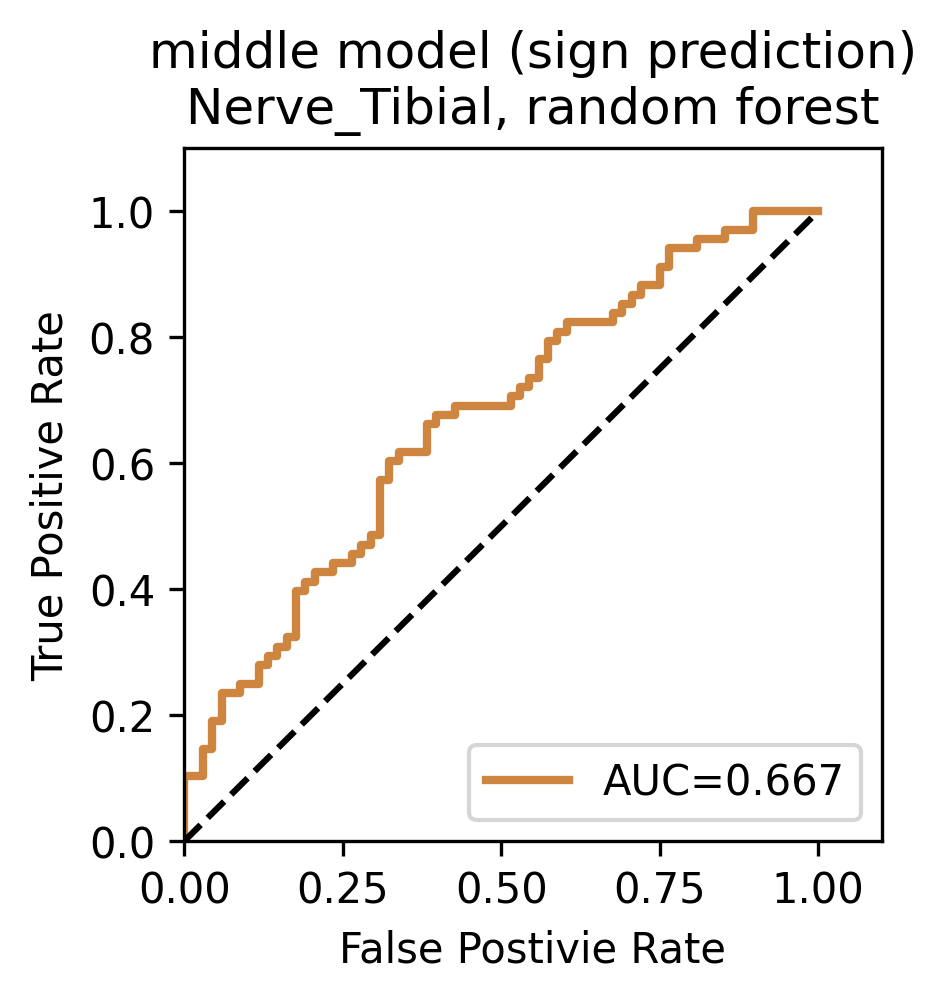 middle model (sign prediction)
Nerve_Tibial, random forest
True Positive Rate
1.0
0.8
0.6
0.4
0.2
0.0
AUC=0.667
0.00 0.25 0.50 0.75 1.00
False Postivie Rate